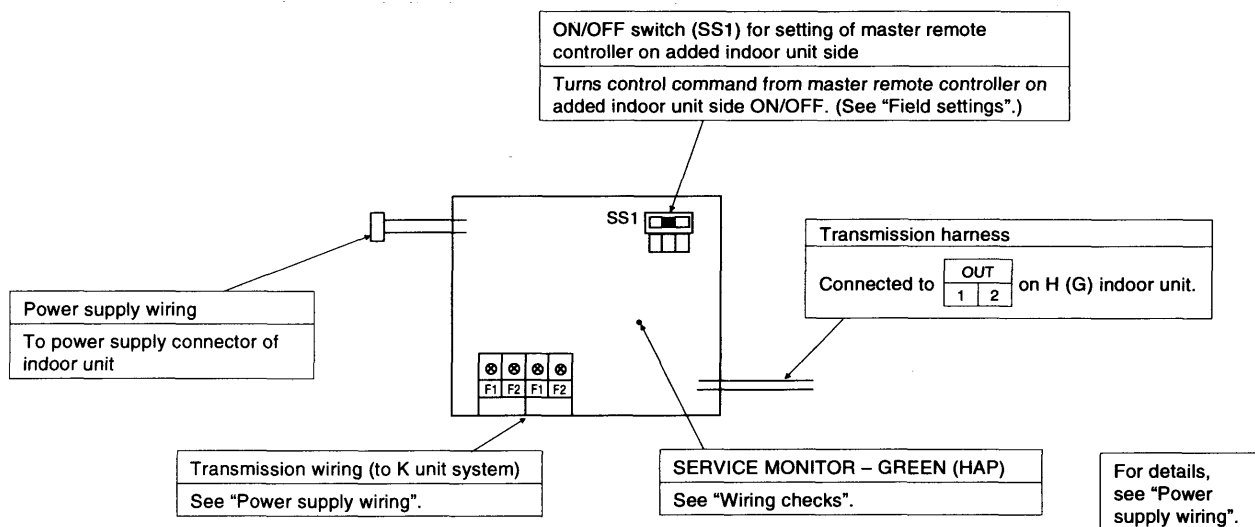 ON/OFF switch (SS1) for setting of master remote
controller on added indoor unit side
Turns control command from master remote controller on
added indoor unit side ON/OFF. (See "Field settings".)
SS1
Transmission harness
Connected to OUT 1 2 on H (G) indoor unit.
Power supply wiring
To power supply connector of
indoor unit
F1 F2 F1 F2
Transmission wiring (to K unit system)
See "Power supply wiring".
SERVICE MONITOR – GREEN (HAP)
See "Wiring checks".
For details,
see "Power
supply wiring".